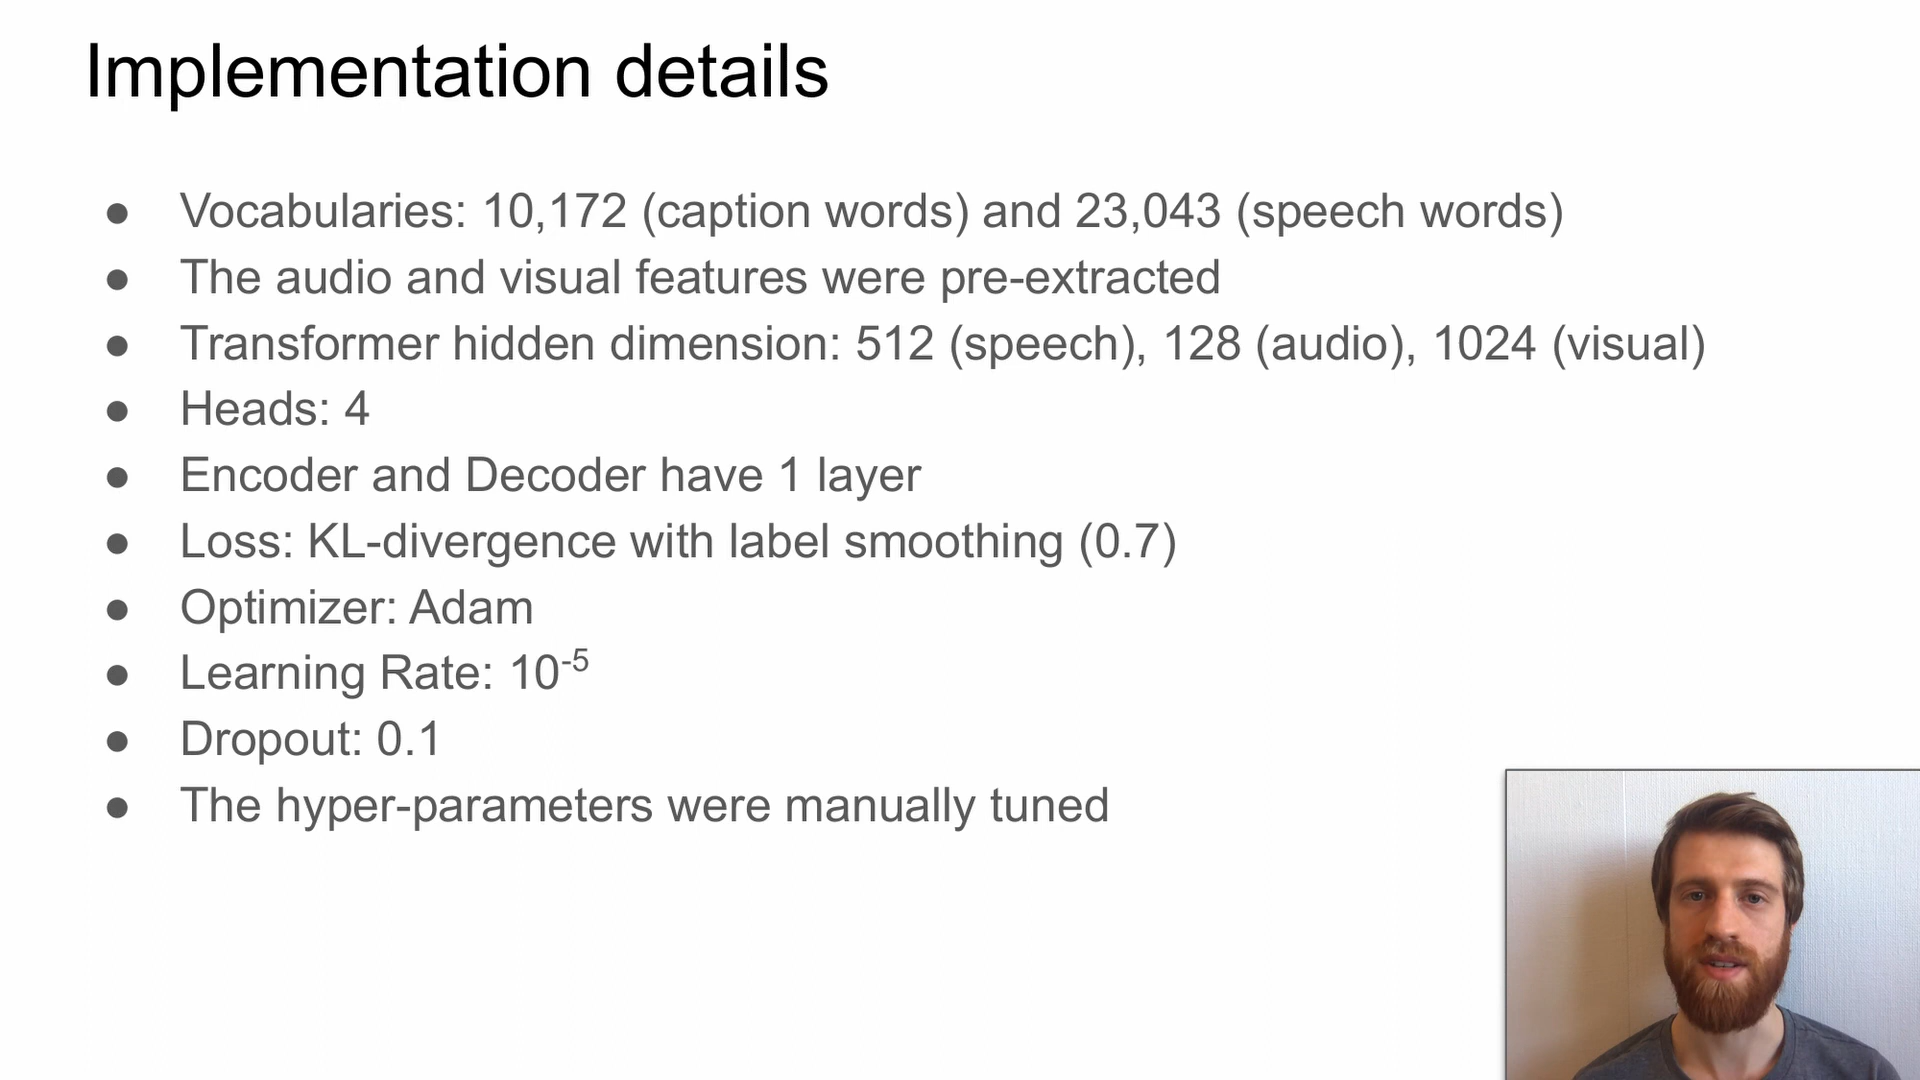 Implementation details
● Vocabularies: 10,172 (caption words) and 23,043 (speech words)
● The audio and visual features were pre-extracted
● Transformer hidden dimension: 512 (speech), 128 (audio), 1024 (visual)
● Heads: 4
● Encoder and Decoder have 1 layer
● Loss: KL-divergence with label smoothing (0.7)
● Optimizer: Adam
● Learning Rate: 10⁻⁵
● Dropout: 0.1
● The hyper-parameters were manually tuned